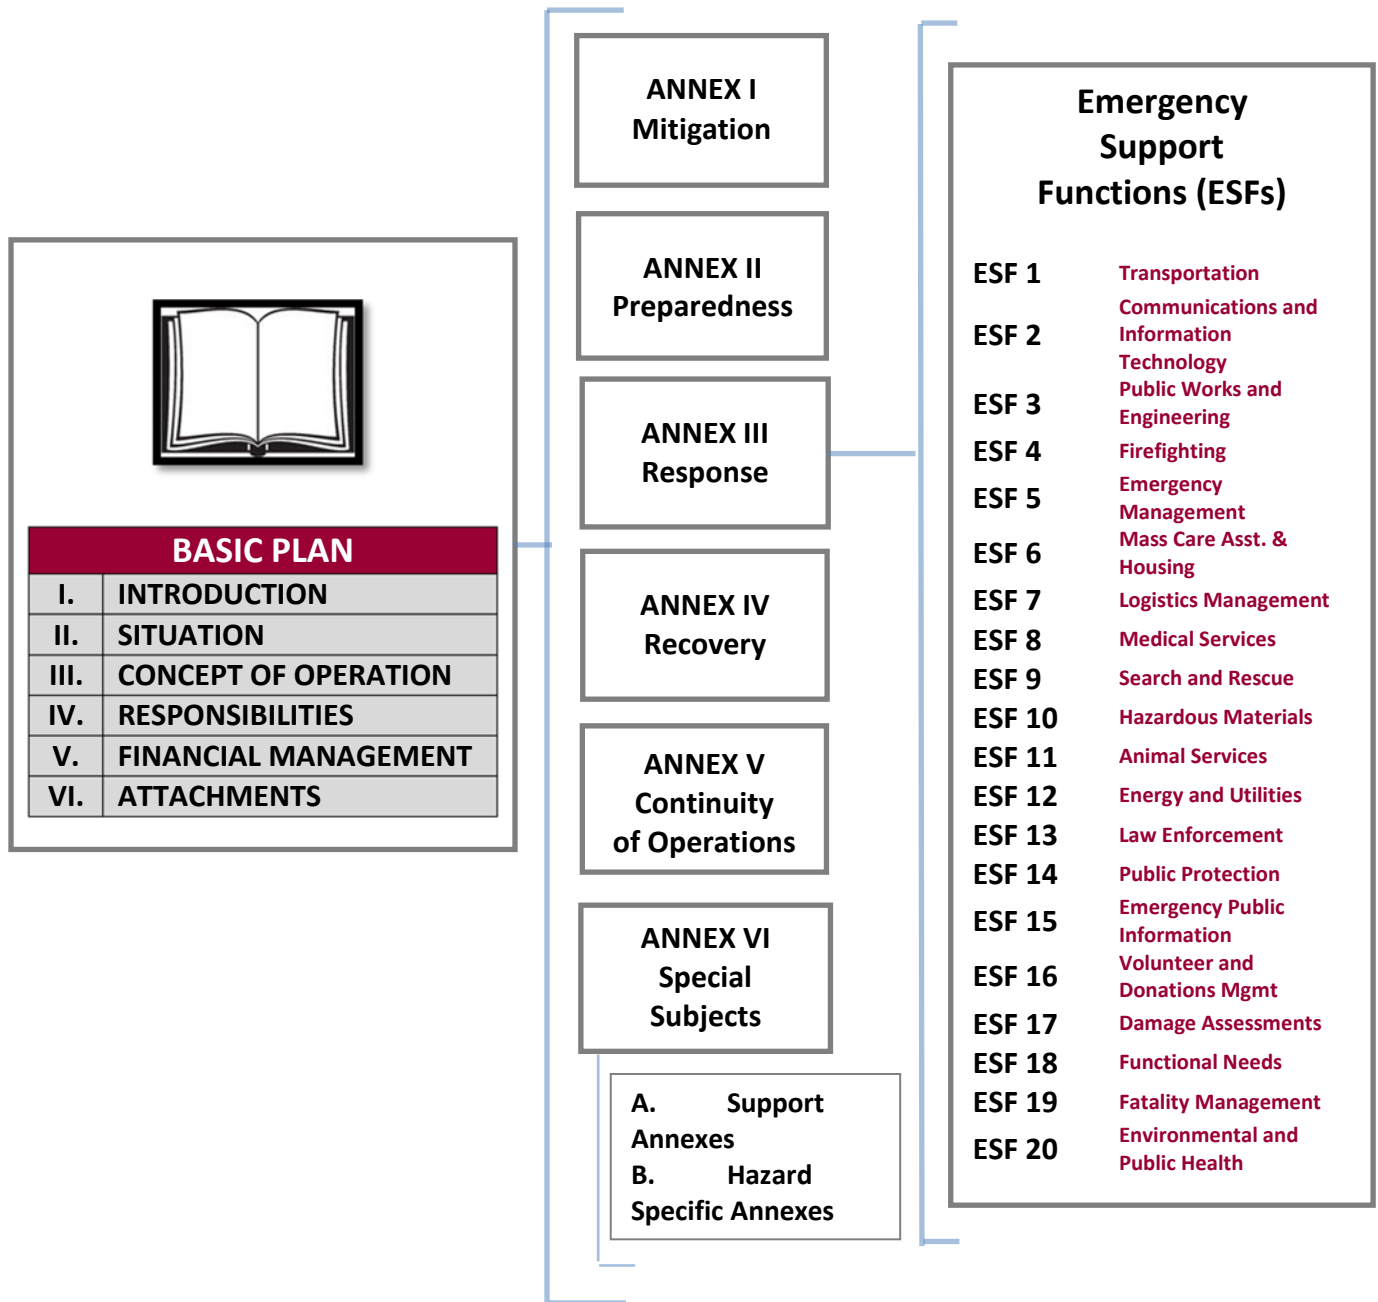 BASIC PLAN
I. INTRODUCTION
II. SITUATION
III. CONCEPT OF OPERATION
IV. RESPONSIBILITIES
V. FINANCIAL MANAGEMENT
VI. ATTACHMENTS
ANNEX I
Mitigation
ANNEX II
Preparedness
ANNEX III
Response
ANNEX IV
Recovery
ANNEX V
Continuity
of Operations
ANNEX VI
Special
Subjects
A. Support
Annexes
B. Hazard
Specific Annexes
Emergency
Support
Functions (ESFs)
ESF 1 Transportation
ESF 2 Communications and
Information
Technology
ESF 3 Public Works and
Engineering
ESF 4 Firefighting
ESF 5 Emergency
Management
ESF 6 Mass Care Asst. &
Housing
ESF 7 Logistics Management
ESF 8 Medical Services
ESF 9 Search and Rescue
ESF 10 Hazardous Materials
ESF 11 Animal Services
ESF 12 Energy and Utilities
ESF 13 Law Enforcement
ESF 14 Public Protection
ESF 15 Emergency Public
Information
ESF 16 Volunteer and
Donations Mgmt
ESF 17 Damage Assessments
ESF 18 Functional Needs
ESF 19 Fatality Management
ESF 20 Environmental and
Public Health